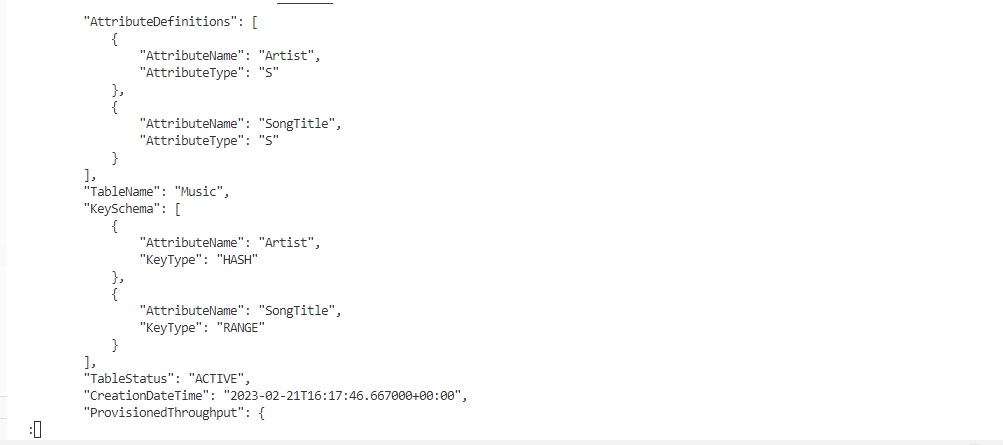 "AttributeDefinitions": [
{
"AttributeName": "Artist",
"AttributeType": "S"
},
{
"AttributeName": "SongTitle",
"AttributeType": "S"
}
],
"TableName": "Music",
"KeySchema": [
{
"AttributeName": "Artist",
"KeyType": "HASH"
},
{
"AttributeName": "SongTitle",
"KeyType": "RANGE"
}
],
"TableStatus": "ACTIVE",
"CreationDateTime": "2023-02-21T16:17:46.667000+00:00",
"ProvisionedThroughput": {
: